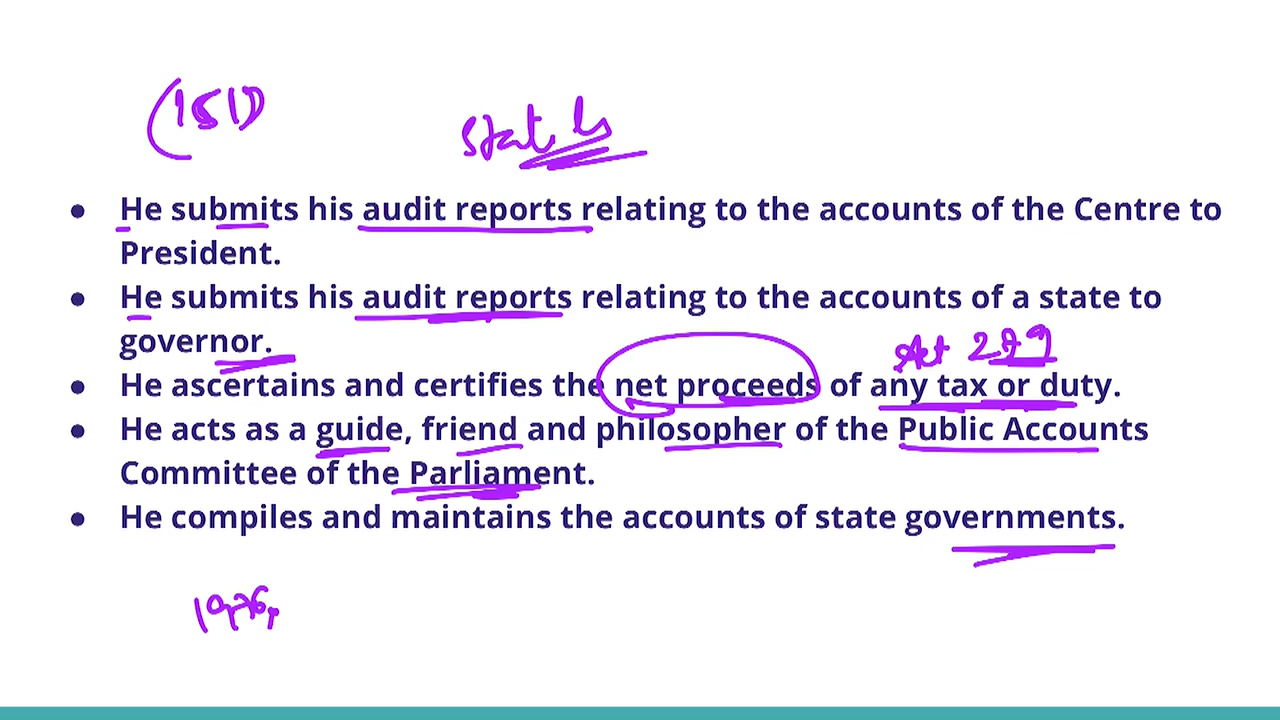 (151)
States
● He submits his audit reports relating to the accounts of the Centre to
President.
● He submits his audit reports relating to the accounts of a state to
governor.
Art 279
● He ascertains and certifies the net proceeds of any tax or duty.
● He acts as a guide, friend and philosopher of the Public Accounts
Committee of the Parliament.
● He compiles and maintains the accounts of state governments.
1976,